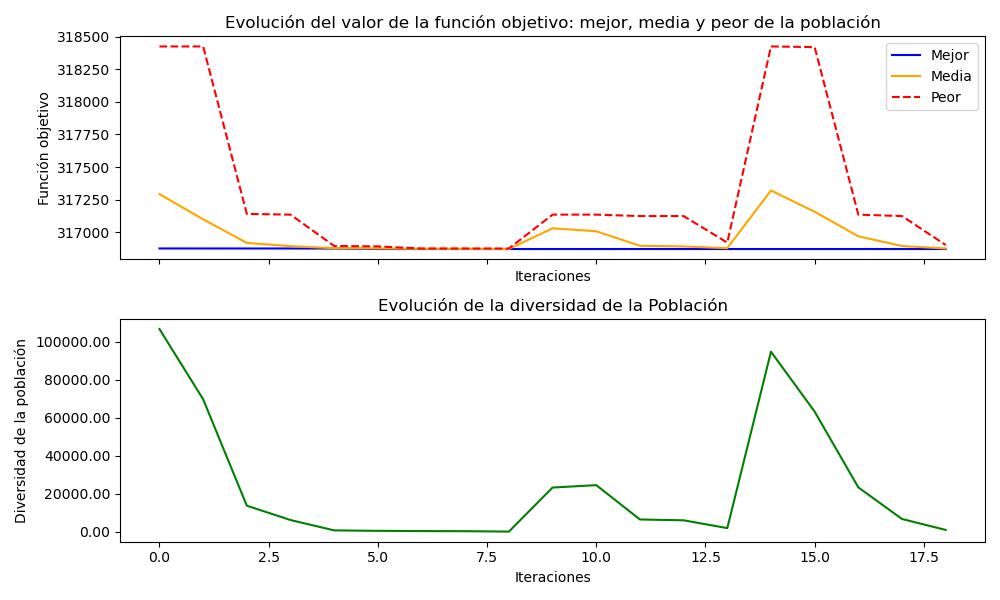 Evolución del valor de la función objetivo: mejor, media y peor de la población
318500
318250
318000
317750
317500
317250
317000
Función objetivo
Mejor
Media
Peor
Iteraciones
Evolución de la diversidad de la Población
100000.00
80000.00
60000.00
40000.00
20000.00
0.00
Diversidad de la población
0.0 2.5 5.0 7.5 10.0 12.5 15.0 17.5
Iteraciones